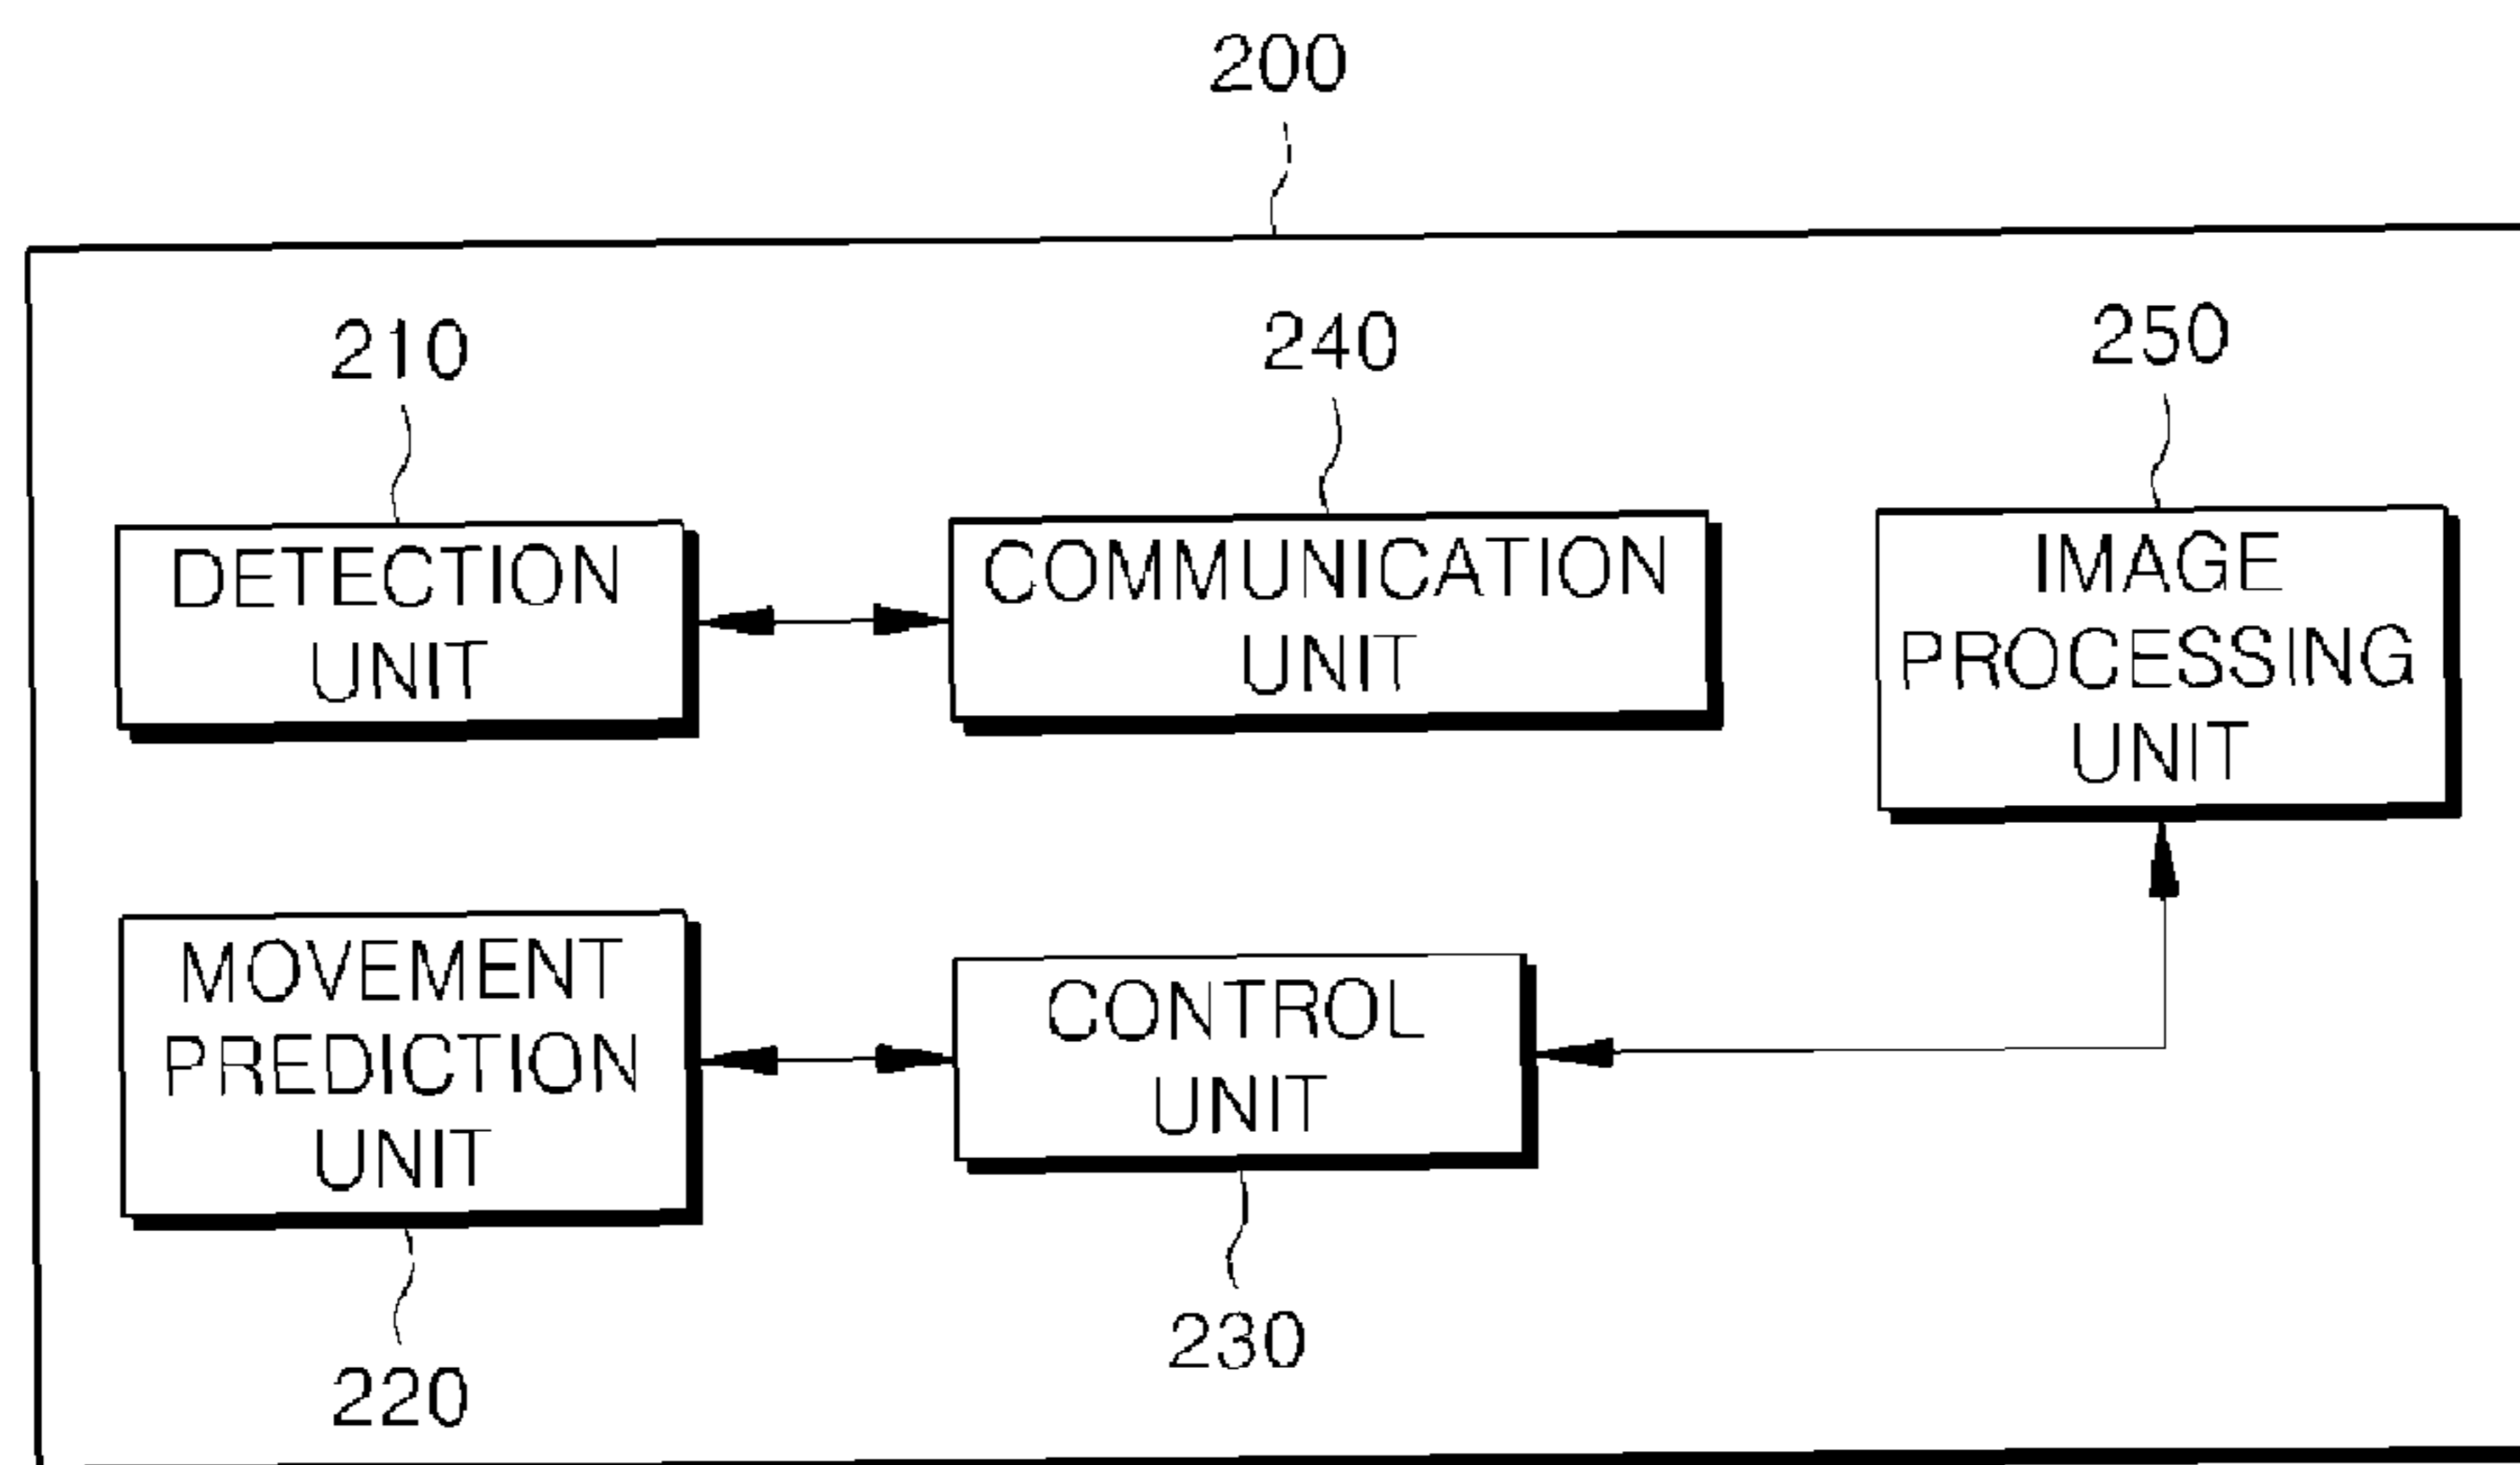 200
210
240
250
DETECTION
UNIT
COMMUNICATION
UNIT
IMAGE
PROCESSING
UNIT
MOVEMENT
PREDICTION
UNIT
CONTROL
UNIT
230
220